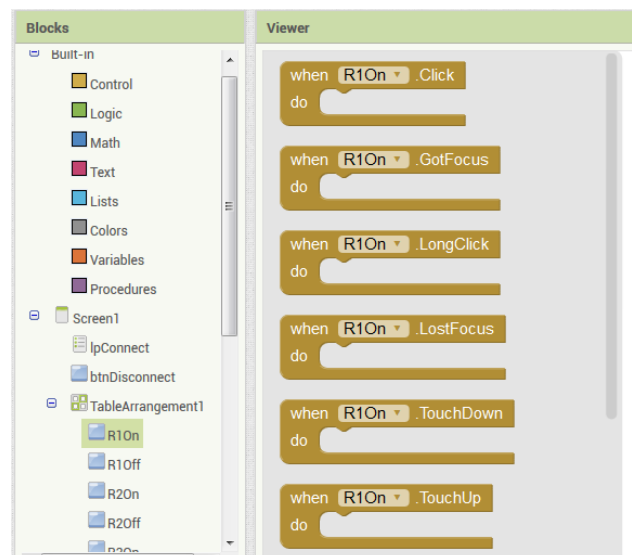 Blocks
Built-in
Control
Logic
Math
Text
Lists
Colors
Variables
Procedures
Screen1
lpConnect
btnDisconnect
TableArrangement1
R1On
R1Off
R2On
R2Off
R3On
Viewer
when R1On .Click
do
when R1On .GotFocus
do
when R1On .LongClick
do
when R1On .LostFocus
do
when R1On .TouchDown
do
when R1On .TouchUp
do